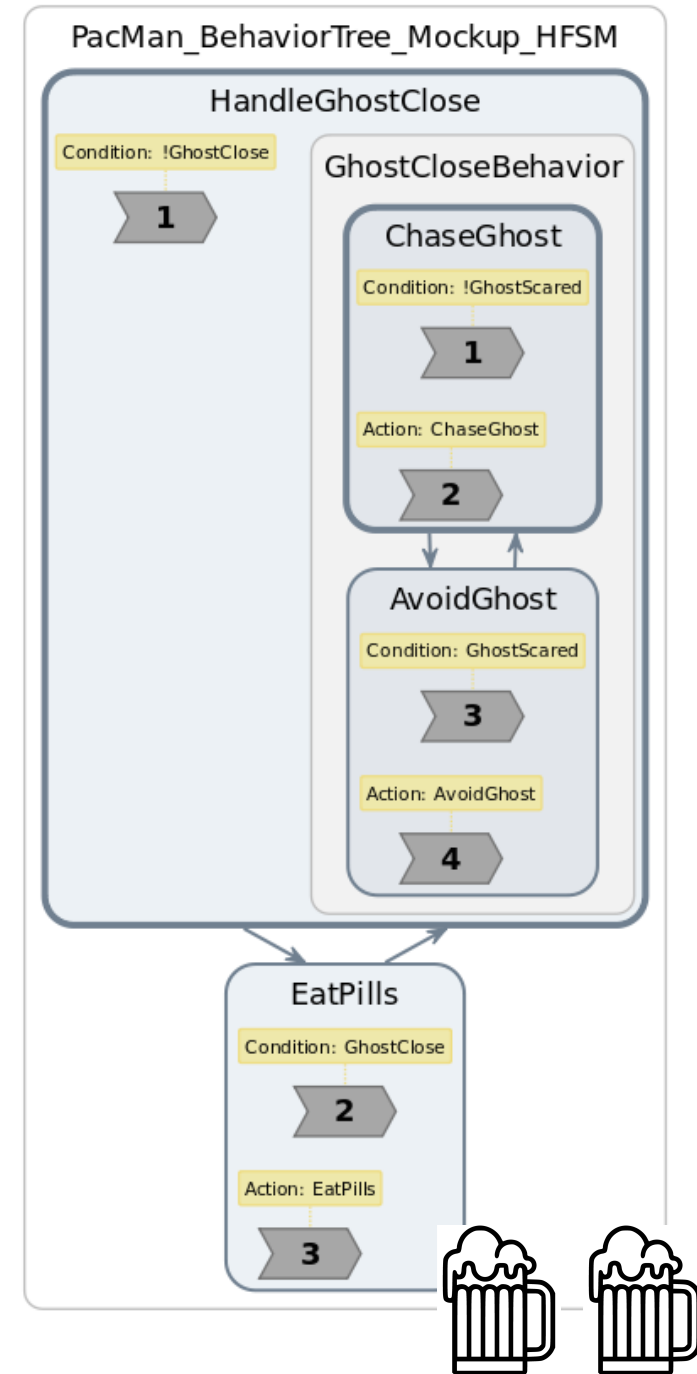 PacMan_BehaviorTree_Mockup_HFSM
HandleGhostClose
Condition: !GhostClose
1
GhostCloseBehavior
ChaseGhost
Condition: !GhostScared
1
Action: ChaseGhost
2
AvoidGhost
Condition: GhostScared
3
Action: AvoidGhost
4
EatPills
Condition: GhostClose
2
Action: EatPills
3